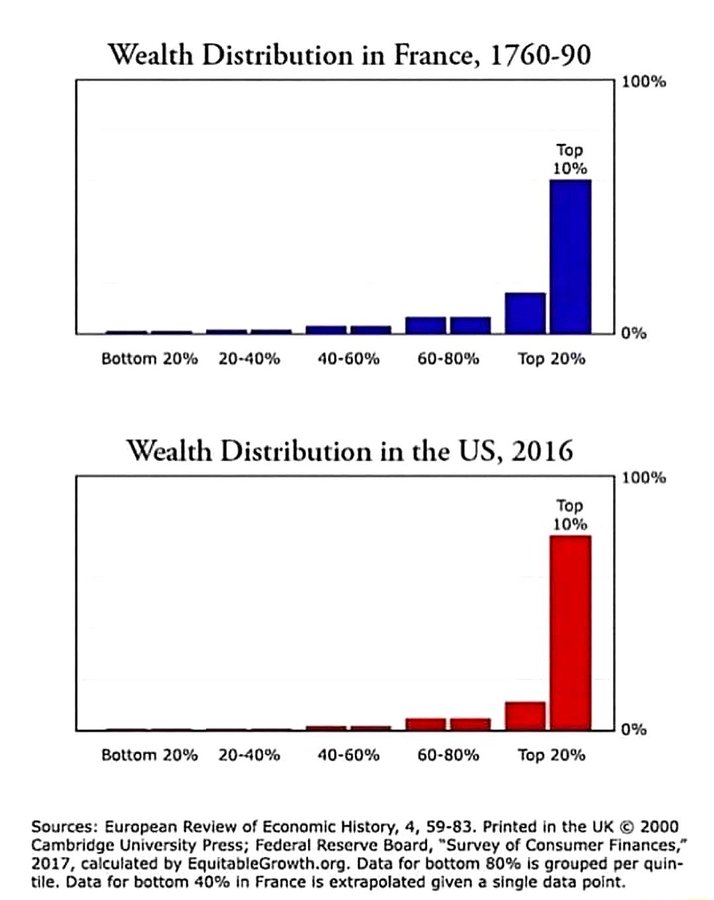 Wealth Distribution in France, 1760-90
100%
Top
10%
0%
Bottom 20% 20-40% 40-60% 60-80% Top 20%
Wealth Distribution in the US, 2016
100%
Top
10%
0%
Bottom 20% 20-40% 40-60% 60-80% Top 20%
Sources: European Review of Economic History, 4, 59-83. Printed in the UK © 2000
Cambridge University Press; Federal Reserve Board, "Survey of Consumer Finances,"
2017, calculated by EquitableGrowth.org. Data for bottom 80% is grouped per quin-
tile. Data for bottom 40% in France is extrapolated given a single data point.